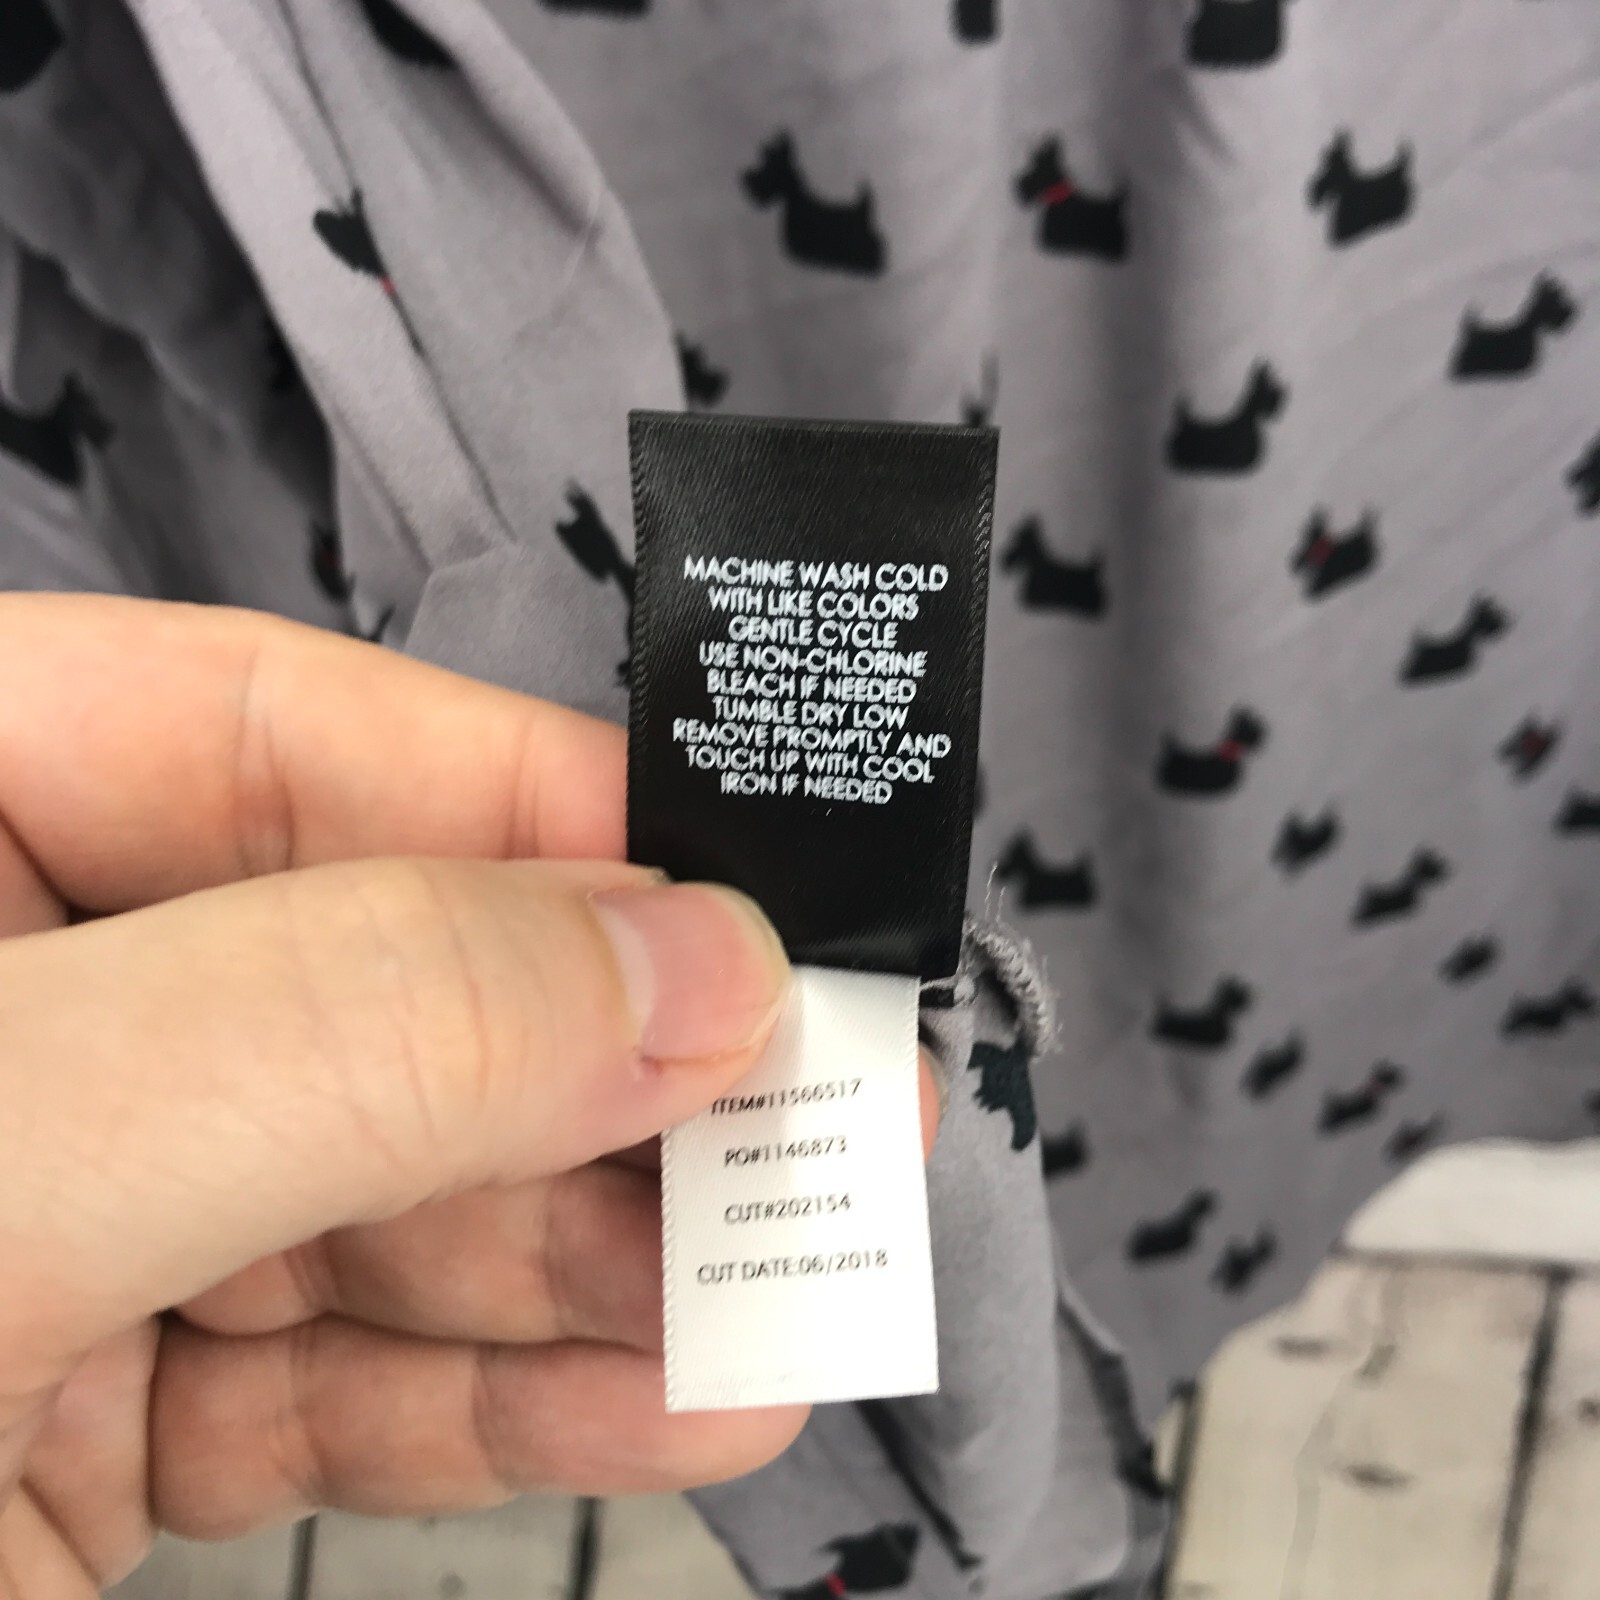 MACHINE WASH COLD
WITH LIKE COLORS
GENTLE CYCLE
USE NON-CHLORINE
BLEACH IF NEEDED
TUMBLE DRY LOW
REMOVE PROMPTLY AND
TOUCH UP WITH COOL
IRON IF NEEDED
ITEM#11566517
PO#1146873
CUT#202154
CUT DATE:06/2018